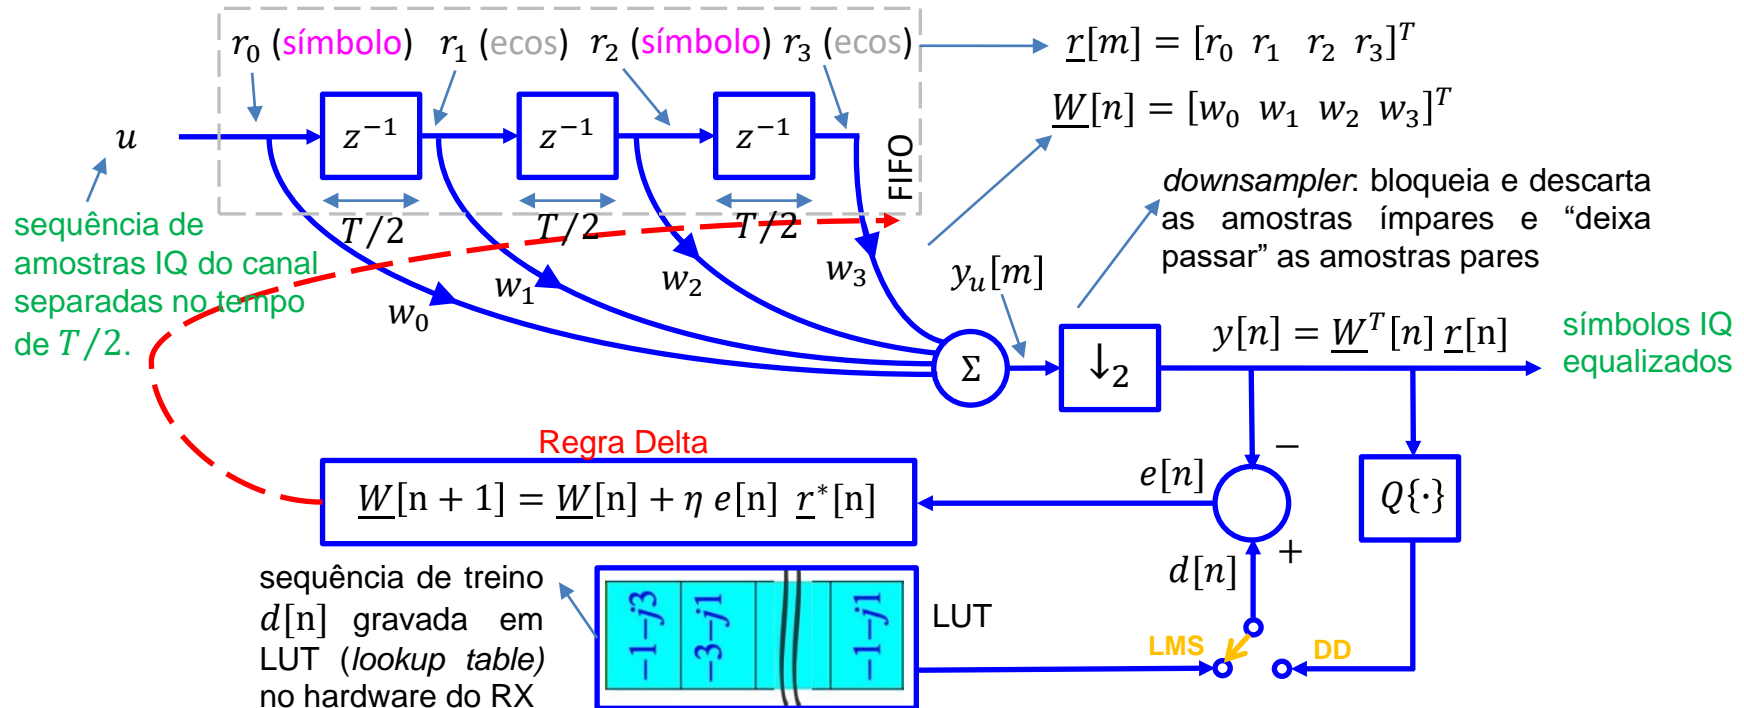 r₀ (símbolo) r₁ (ecos) r₂ (símbolo) r₃ (ecos)
r[m] = [r₀ r₁ r₂ r₃]ᵀ
W[n] = [w₀ w₁ w₂ w₃]ᵀ
u
z⁻¹
z⁻¹
z⁻¹
FIFO
T/2
T/2
T/2
sequência de
amostras IQ do canal
separadas no tempo
de T/2.
downsampler: bloqueia e descarta
as amostras ímpares e “deixa
passar” as amostras pares
w₀
w₁
w₂
w₃
y_u[m]
Σ
↓₂
y[n] = Wᵀ[n] r[n]
símbolos IQ
equalizados
Regra Delta
W[n + 1] = W[n] + η e[n] r*[n]
e[n]
−
+
Q{·}
d[n]
sequência de treino
d[n] gravada em
LUT (lookup table)
no hardware do RX
-1-j3
-3-j1
-1-j1
LUT
LMS
DD